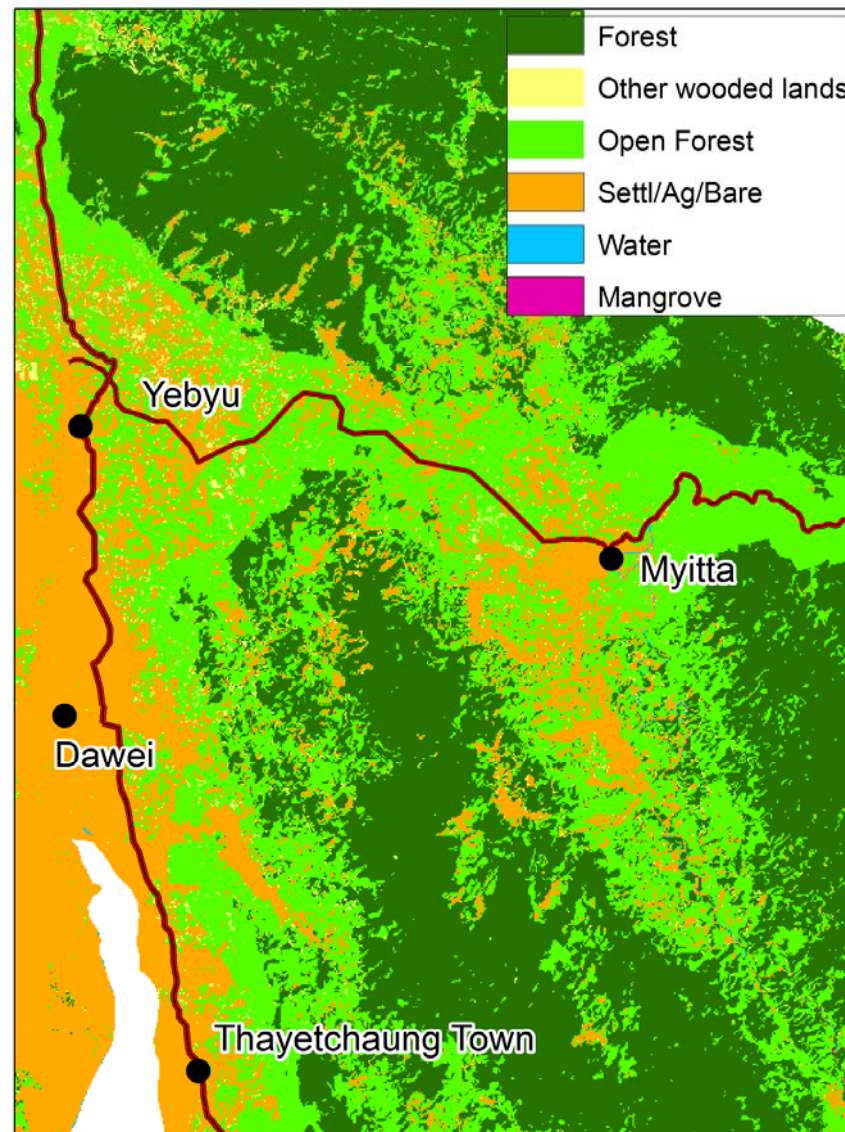 Forest
Other wooded lands
Open Forest
Settl/Ag/Bare
Water
Mangrove
Yebyu
Myitta
Dawei
Thayetchaung Town